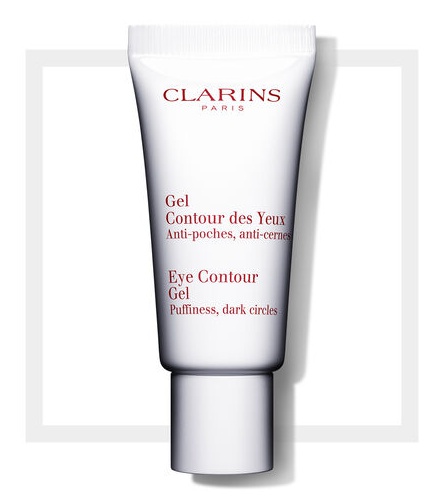 CLARINS
PARIS
Gel
Contour des Yeux
Anti-poches, anti-cernes
Eye Contour
Gel
Puffiness, dark circles